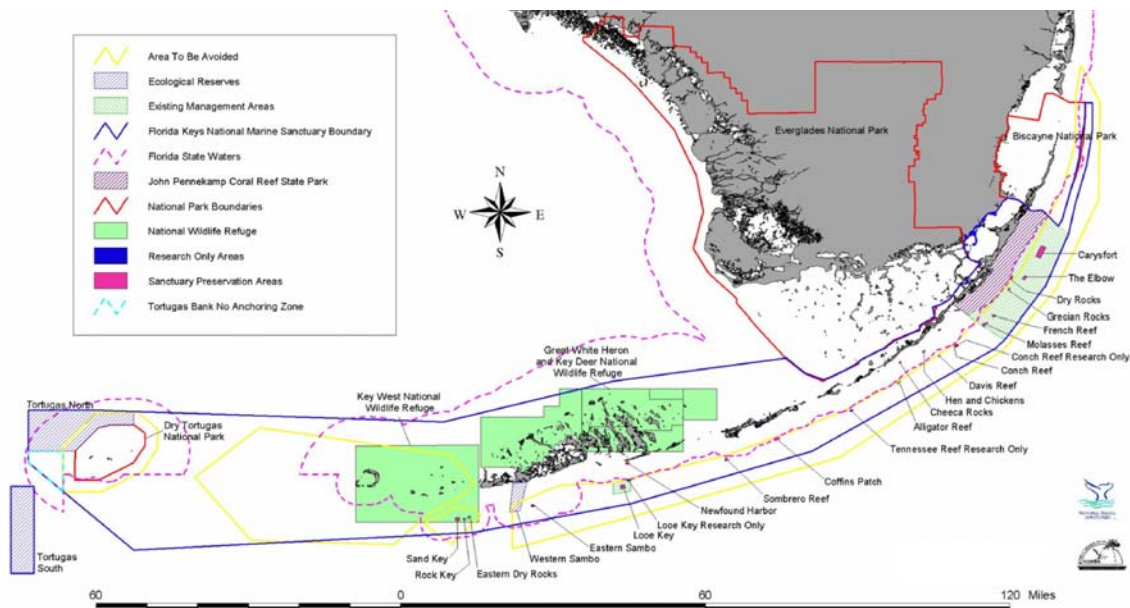 Area To Be Avoided
Ecological Reserves
Existing Management Areas
Florida Keys National Marine Sanctuary Boundary
Florida State Waters
John Pennekamp Coral Reef State Park
National Park Boundaries
National Wildlife Refuge
Research Only Areas
Sanctuary Preservation Areas
Tortugas Bank No Anchoring Zone
N
W
E
S
Everglades National Park
Biscayne National Park
Carysfort
The Elbow
Dry Rocks
Grecian Rocks
French Reef
Molasses Reef
Conch Reef Research Only
Conch Reef
Davis Reef
Hen and Chickens
Cheeca Rocks
Alligator Reef
Tennessee Reef Research Only
Coffins Patch
Sombrero Reef
Newfound Harbor
Looe Key Research Only
Looe Key
Eastern Sambo
Western Sambo
Eastern Dry Rocks
Rock Key
Sand Key
Great White Heron
and Key Deer National
Wildlife Refuge
Key West National
Wildlife Refuge
Tortugas North
Dry Tortugas
National Park
Tortugas
South
60
0
60
120 Miles